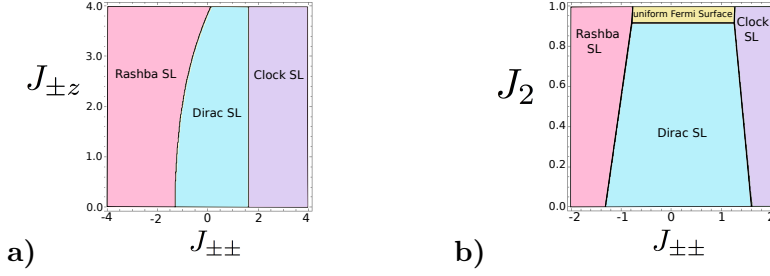 4.0
3.0
2.0
1.0
0.0
J±z
Rashba SL
Dirac SL
Clock SL
-4
-2
0
2
4
J±±
a)
1.0
0.8
0.6
0.4
0.2
0.0
J2
uniform Fermi Surface
Rashba
SL
Clock
SL
Dirac SL
-2
-1
0
1
2
J±±
b)